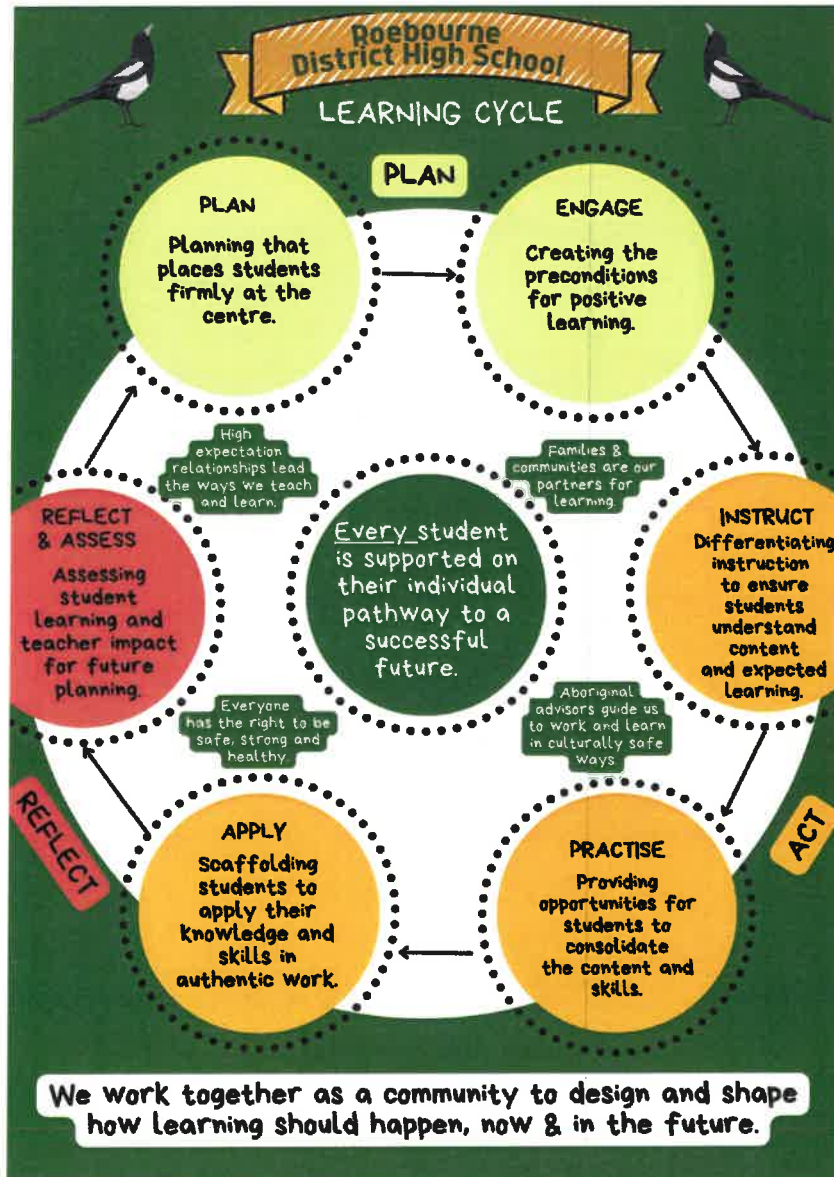 Roebourne
District High School
LEARNING CYCLE
PLAN
PLAN
Planning that
places students
firmly at the
centre.
ENGAGE
Creating the
preconditions
for positive
learning.
High
expectation
relationships lead
the ways we teach
and learn.
Families &
communities are our
partners for
learning.
REFLECT
& ASSESS
Assessing
student
learning and
teacher impact
for future
planning.
Every student
is supported on
their individual
pathway to a
successful
future.
INSTRUCT
Differentiating
instruction
to ensure
students
understand
content
and expected
learning.
Everyone
has the right to be
safe, strong and
healthy.
Aboriginal
advisors guide us
to work and learn
in culturally safe
ways
REFLECT
ACT
APPLY
Scaffolding
students to
apply their
knowledge and
skills in
authentic work.
PRACTISE
Providing
opportunities for
students to
consolidate
the content and
skills.
We work together as a community to design and shape
how learning should happen, now & in the future.